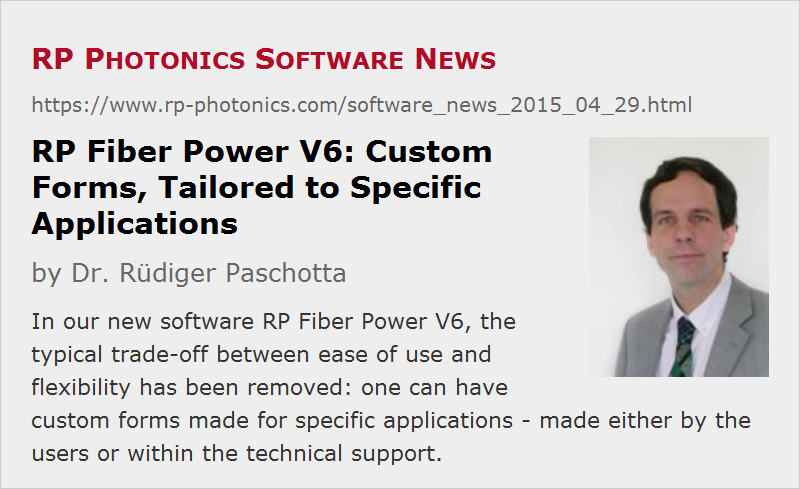 RP Photonics Software News
https://www.rp-photonics.com/software_news_2015_04_29.html
RP Fiber Power V6: Custom
Forms, Tailored to Specific
Applications
by Dr. Rüdiger Paschotta
In our new software RP Fiber Power V6, the
typical trade-off between ease of use and
flexibility has been removed: one can have
custom forms made for specific applications - made either by the
users or within the technical support.